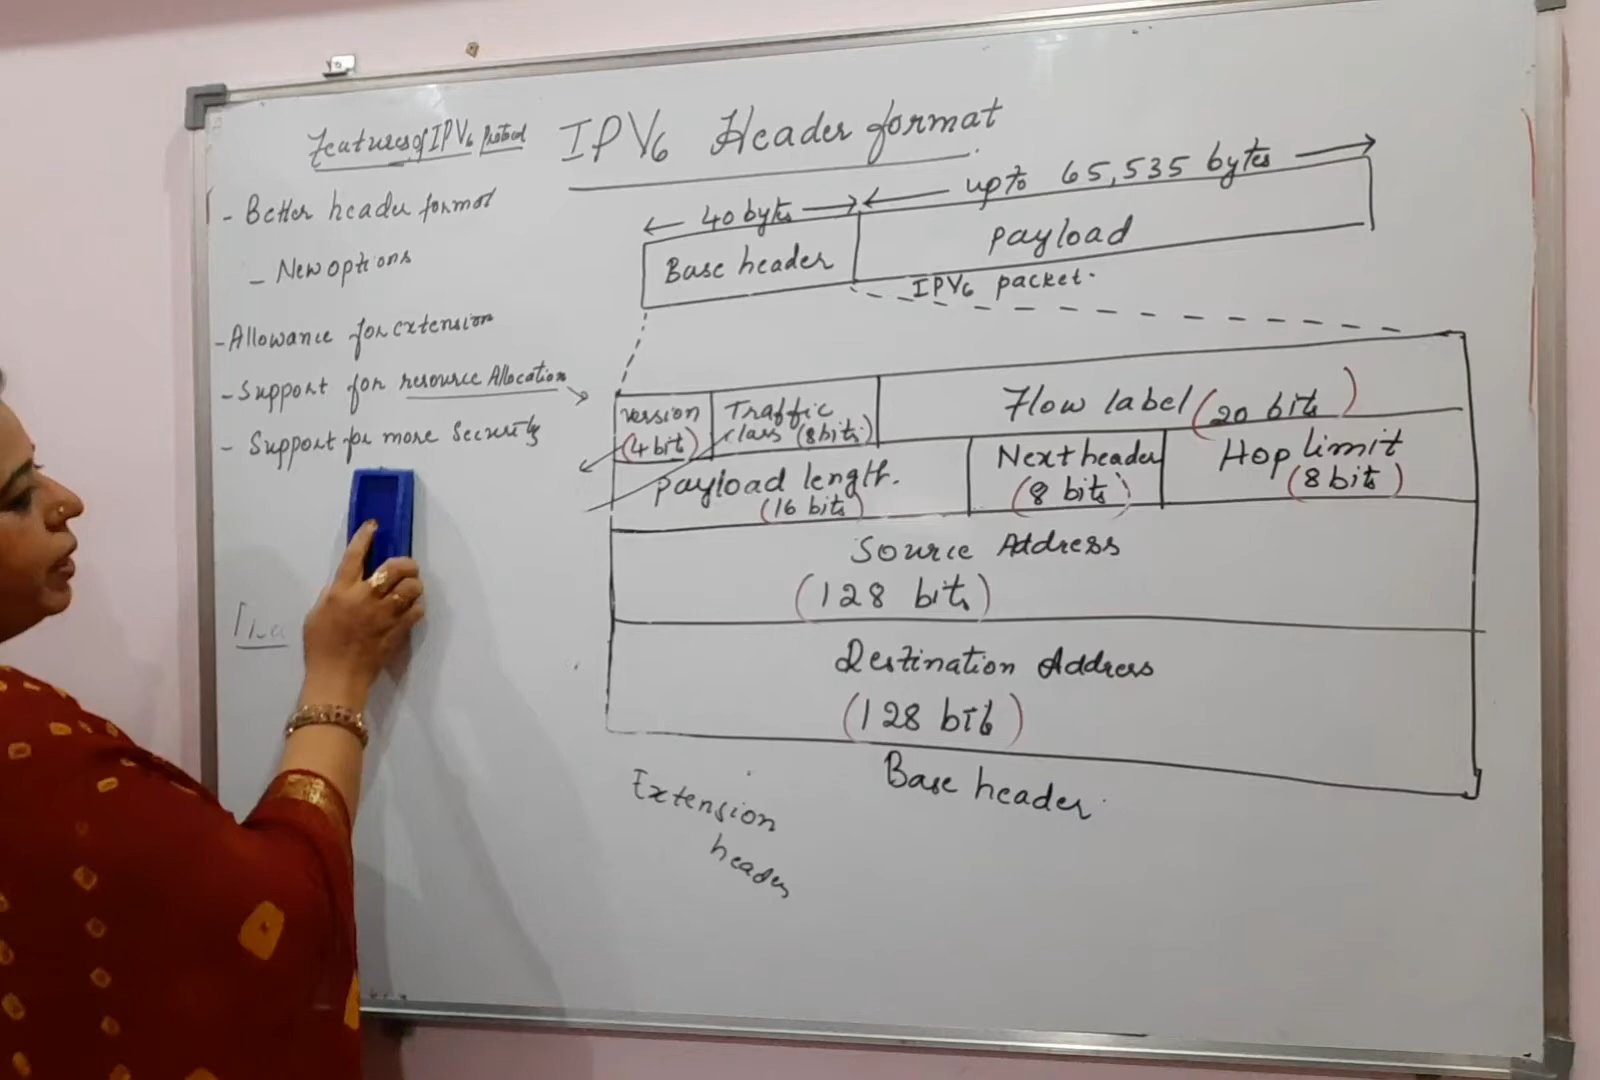 Features of IPV6 Protocol
IPV6 Header format
- Better header format
- New options
- Allowance for extension
- Support for resource Allocation
- Support for more Security
40 bytes
upto 65,535 bytes
Base header
Payload
IPV6 packet.
version
(4 bit)
Traffic
class (8 bits)
Flow label (20 bits)
Payload length.
(16 bits)
Next header
(8 bits)
Hop limit
(8 bits)
Source Address
(128 bits)
Destination Address
(128 bits)
Base header
Extension
header